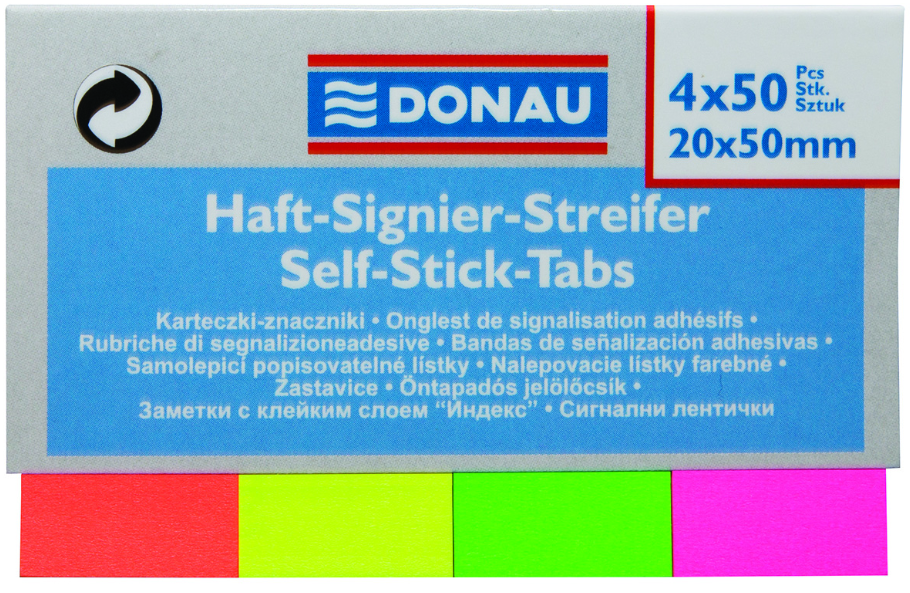 DONAU
4x50 Pcs
Stk.
Sztuk
20x50mm
Haft-Signier-Streifer
Self-Stick-Tabs
Karteczki-znaczniki • Onglest de signalisation adhésifs •
Rubriche di segnalizioneadesive • Bandas de señalización adhesivas •
Samolepicí popisovatelné lístky • Nalepovacie lístky farebné •
Zastavice • Öntapadós jelölőcsík •
Заметки с клейким слоем “Индекс” • Сигнални лентички